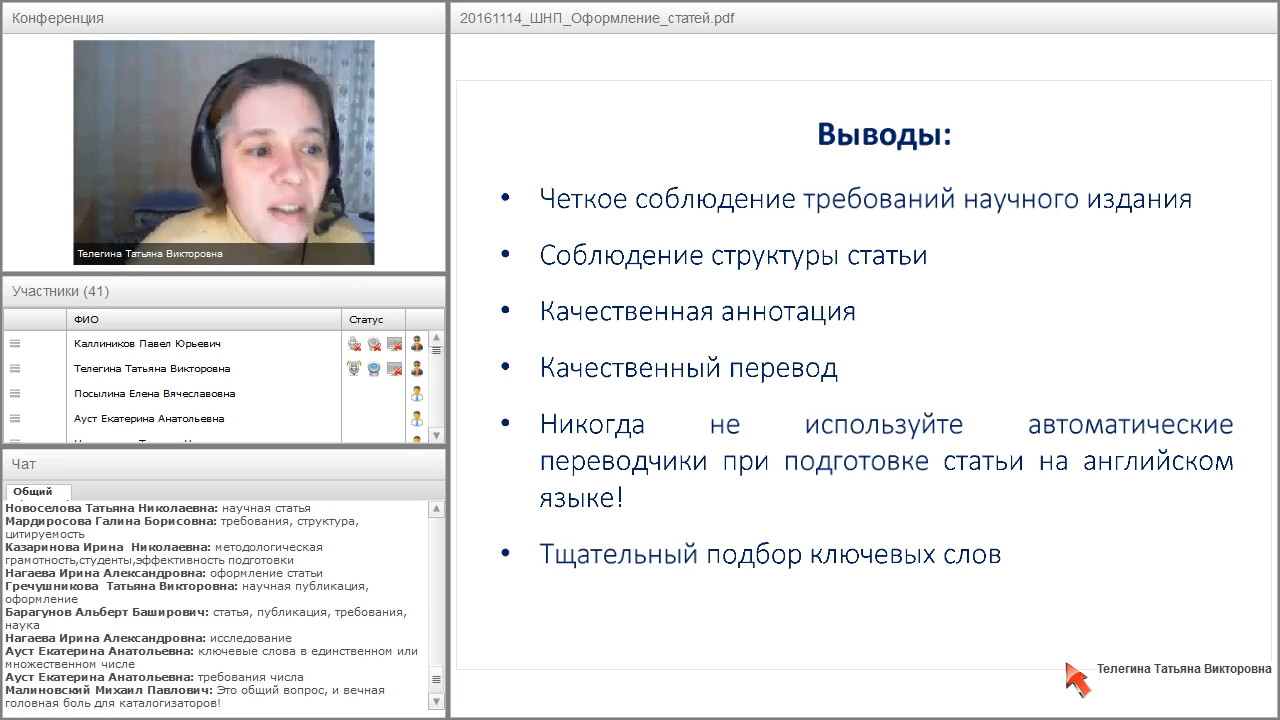 Конференция
Телегина Татьяна Викторовна
Участники (41)
ФИО
Статус
Каллиников Павел Юрьевич
Телегина Татьяна Викторовна
Посылина Елена Вячеславовна
Ауст Екатерина Анатольевна
Чат
Общий
Новоселова Татьяна Николаевна: научная статья
Мардиросова Галина Борисовна: требования, структура,
цитируемость
Казаринова Ирина Николаевна: методологическая
грамотность,студенты,эффективность подготовки
Нагаева Ирина Александровна: оформление статьи
Гречушникова Татьяна Викторовна: научная публикация,
оформление
Барагунов Альберт Баширович: статья, публикация, требования,
наука
Нагаева Ирина Александровна: исследование
Ауст Екатерина Анатольевна: ключевые слова в единственном или
множественном числе
Ауст Екатерина Анатольевна: требования числа
Малиновский Михаил Павлович: Это общий вопрос, и вечная
головная боль для каталогизаторов!
20161114_ШНП_Оформление_статей.pdf
Выводы:
• Четкое соблюдение требований научного издания
• Соблюдение структуры статьи
• Качественная аннотация
• Качественный перевод
• Никогда не используйте автоматические
переводчики при подготовке статьи на английском
языке!
• Тщательный подбор ключевых слов
Телегина Татьяна Викторовна